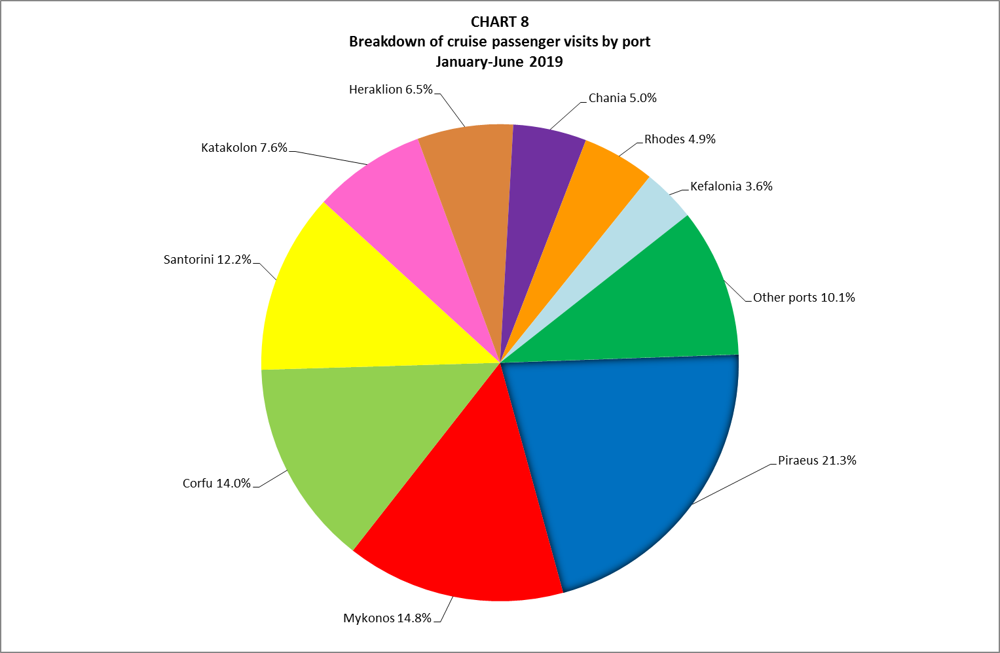 CHART 8
Breakdown of cruise passenger visits by port
January-June 2019
Heraklion 6.5%
Chania 5.0%
Rhodes 4.9%
Katakolon 7.6%
Kefalonia 3.6%
Santorini 12.2%
Other ports 10.1%
Piraeus 21.3%
Corfu 14.0%
Mykonos 14.8%